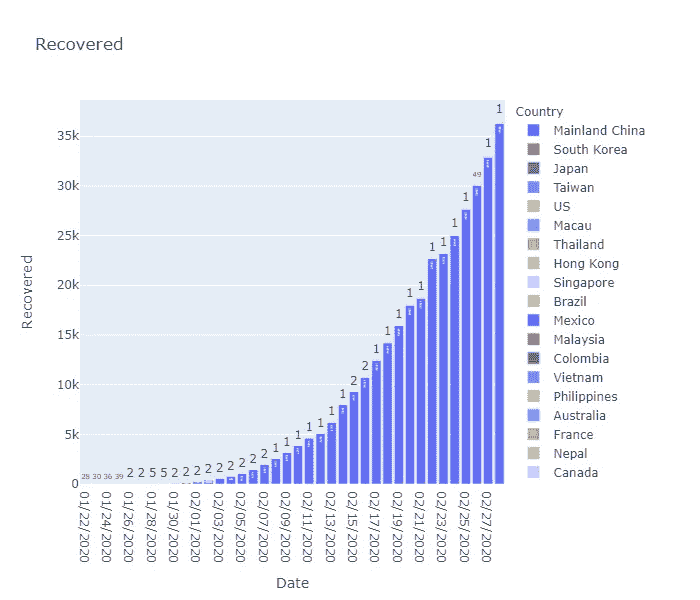 Recovered
Country
Mainland China
South Korea
Japan
Taiwan
US
Macau
Thailand
Hong Kong
Singapore
Brazil
Mexico
Malaysia
Colombia
Vietnam
Philippines
Australia
France
Nepal
Canada
Recovered
35k
30k
25k
20k
15k
10k
5k
0
28 30 36 39 2 2 5 5 2 2 2 2 2 2 2 2 2 1 1 1 1 1 1 1 2 2 1 1 1 1 1 1 1 1 1 49 1 1
01/22/2020
01/24/2020
01/26/2020
01/28/2020
01/30/2020
02/01/2020
02/03/2020
02/05/2020
02/07/2020
02/09/2020
02/11/2020
02/13/2020
02/15/2020
02/17/2020
02/19/2020
02/21/2020
02/23/2020
02/25/2020
02/27/2020
Date